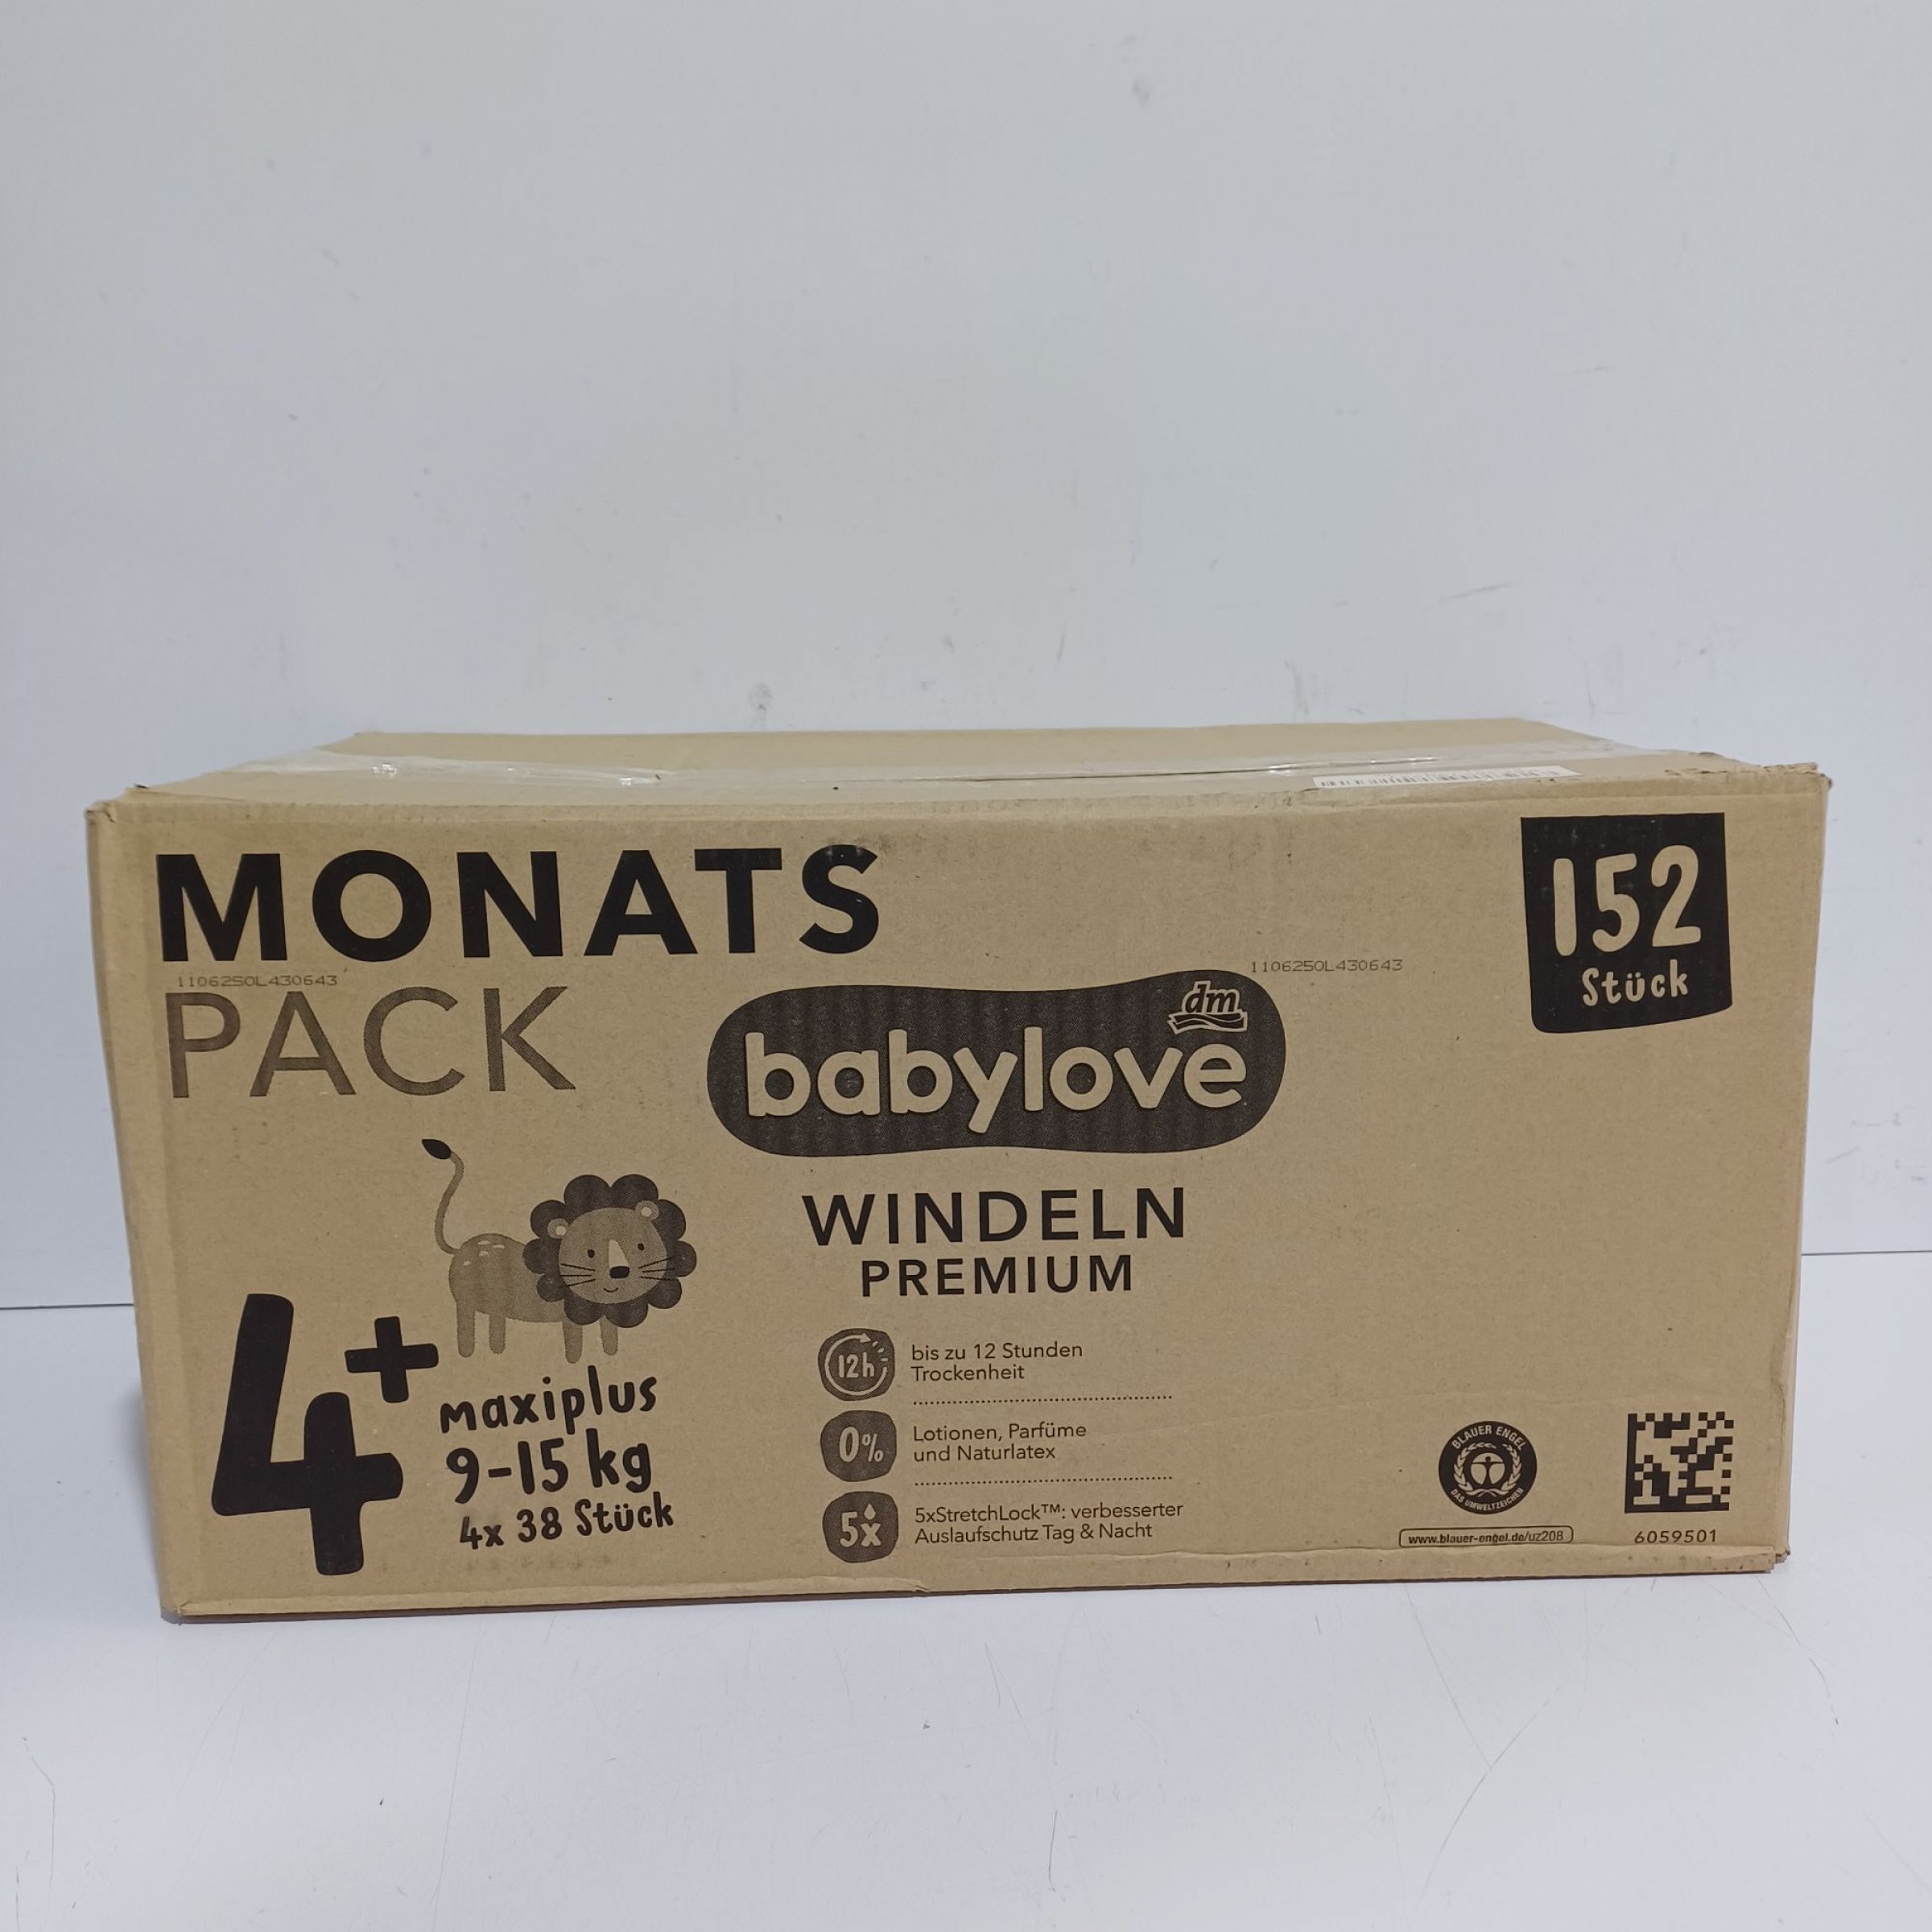 MONATS
1106250L430643
PACK
1106250L430643
152
Stück
dm
babylove
WINDELN
PREMIUM
4+
maxiplus
9-15 kg
4x 38 Stück
12h
bis zu 12 Stunden
Trockenheit
0%
Lotionen, Parfüme
und Naturlatex
5x
5xStretchLock™: verbesserter
Auslaufschutz Tag & Nacht
BLAUER ENGEL
DAS UMWELTZEICHEN
www.blauer-engel.de/uz208
6059501